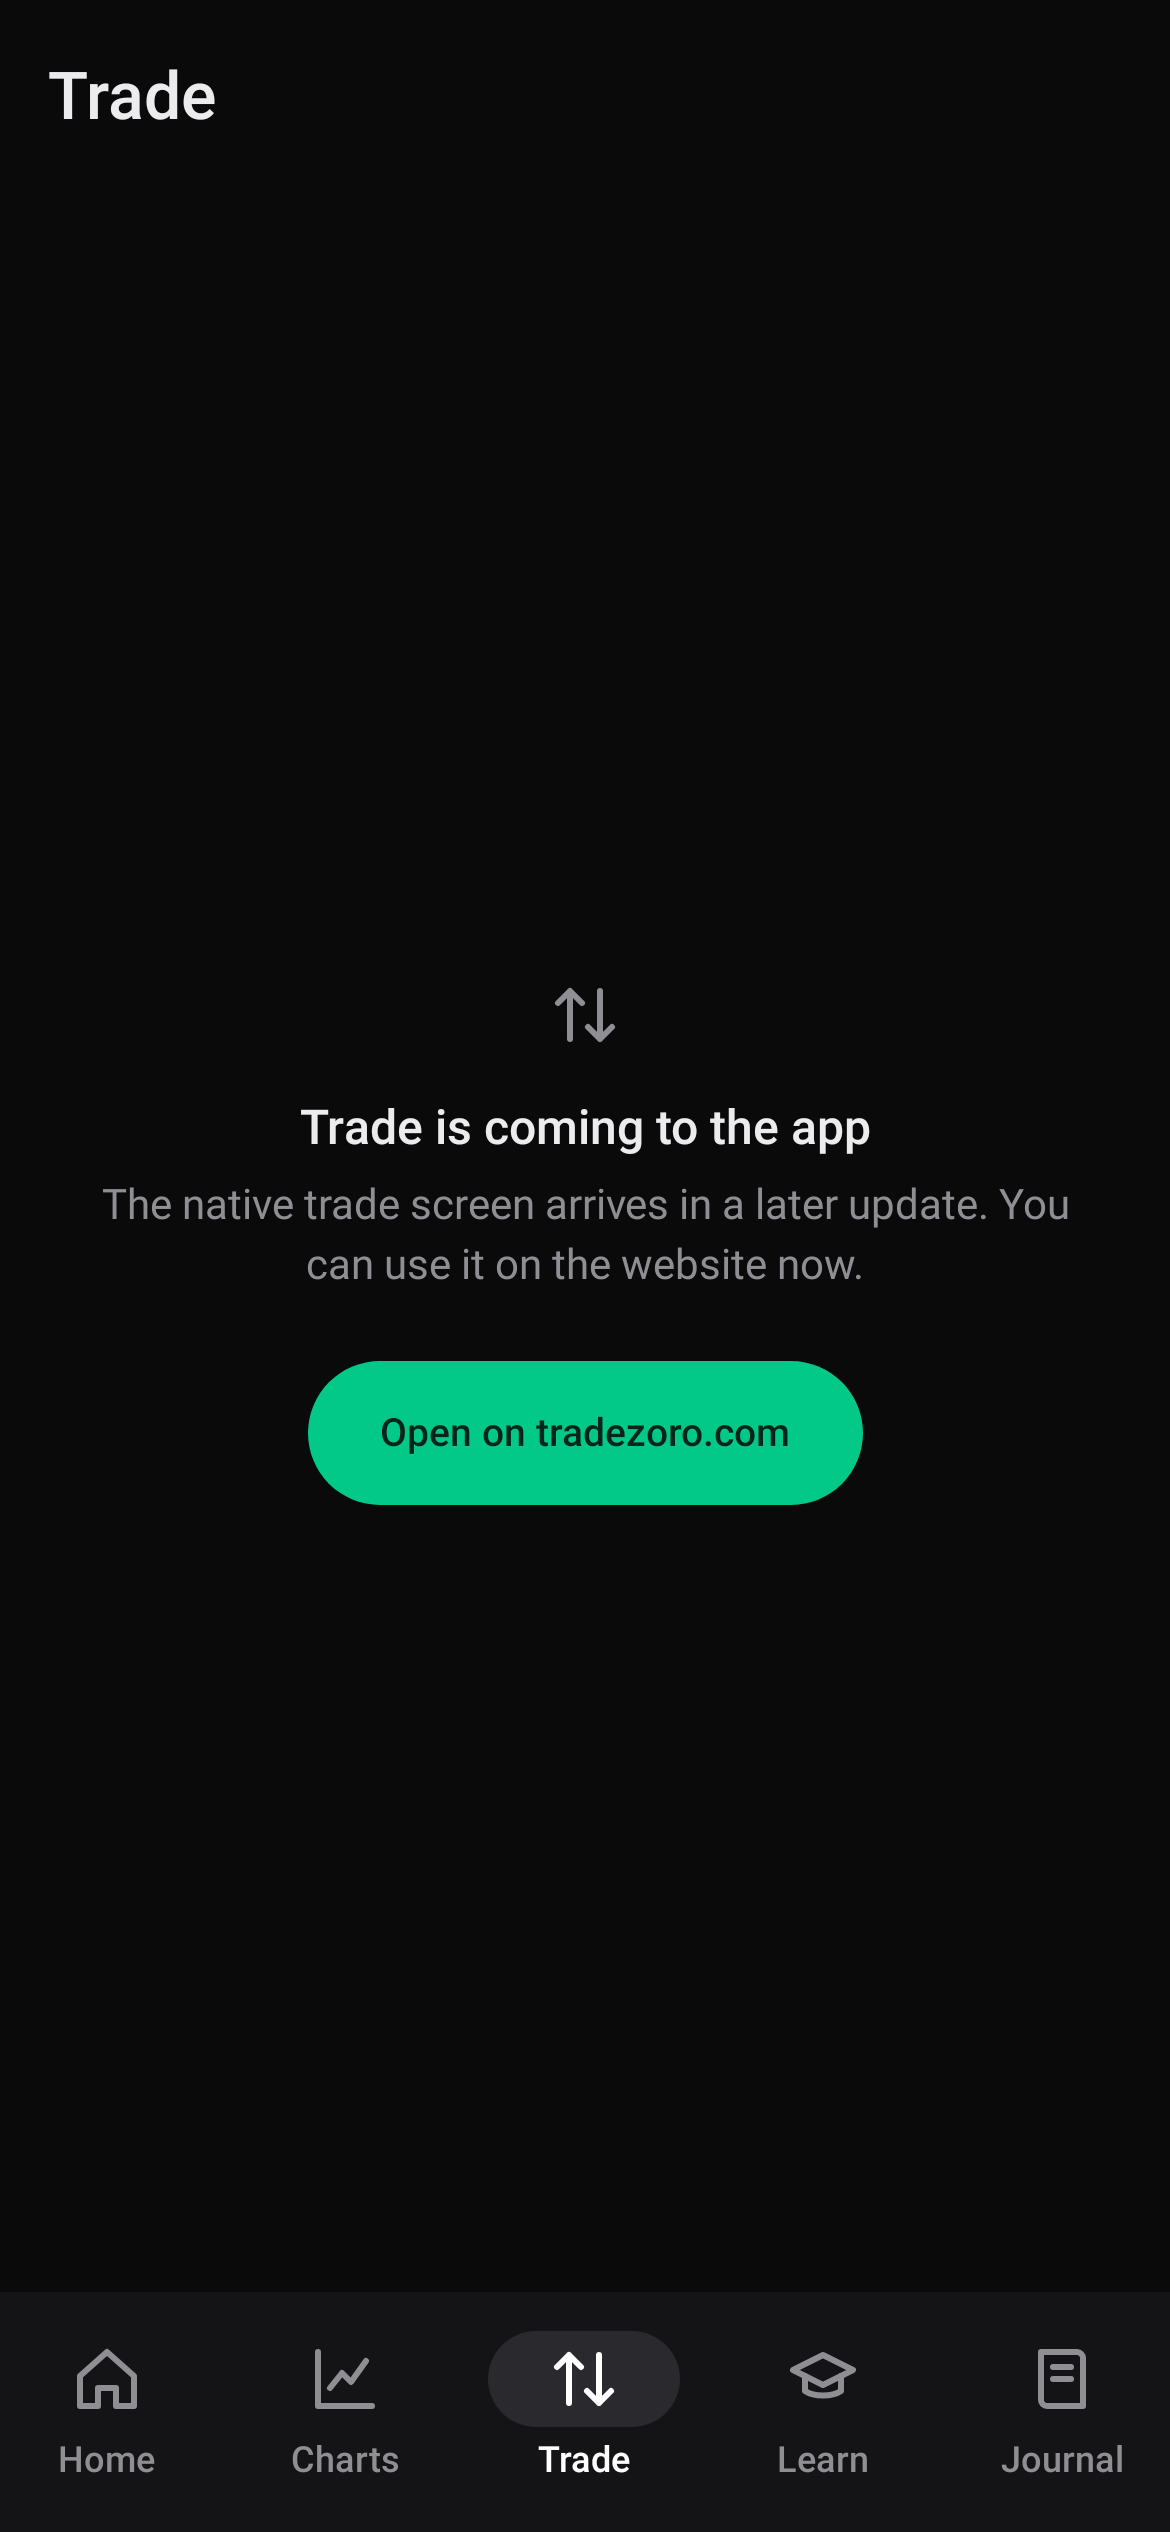 Trade
Trade is coming to the app
The native trade screen arrives in a later update. You
can use it on the website now.
Open on tradezoro.com
Home
Charts
Trade
Learn
Journal